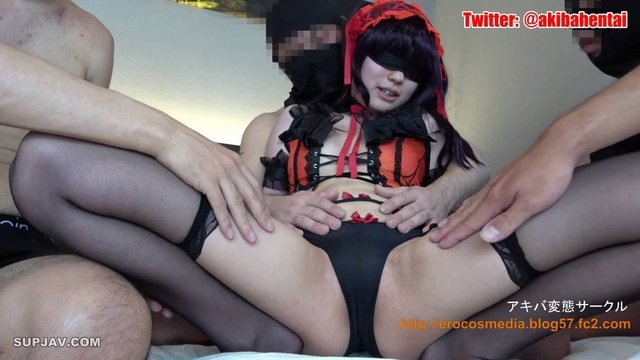 Twitter: @akibahentai
アキバ変態サークル
http://erocosmedia.blog57.fc2.com
SUPJAV.COM